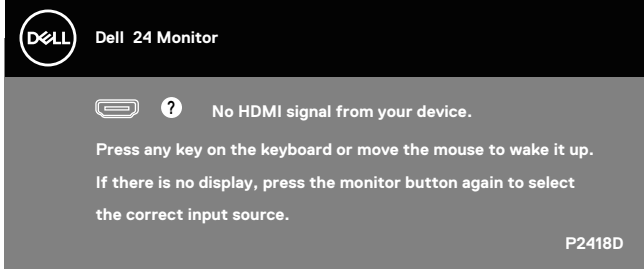 DELL
Dell 24 Monitor
? No HDMI signal from your device.
Press any key on the keyboard or move the mouse to wake it up.
If there is no display, press the monitor button again to select
the correct input source.
P2418D